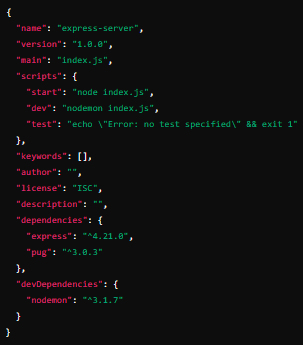 {
  "name": "express-server",
  "version": "1.0.0",
  "main": "index.js",
  "scripts": {
    "start": "node index.js",
    "dev": "nodemon index.js",
    "test": "echo \"Error: no test specified\" && exit 1"
  },
  "keywords": [],
  "author": "",
  "license": "ISC",
  "description": "",
  "dependencies": {
    "express": "^4.21.0",
    "pug": "^3.0.3"
  },
  "devDependencies": {
    "nodemon": "^3.1.7"
  }
}